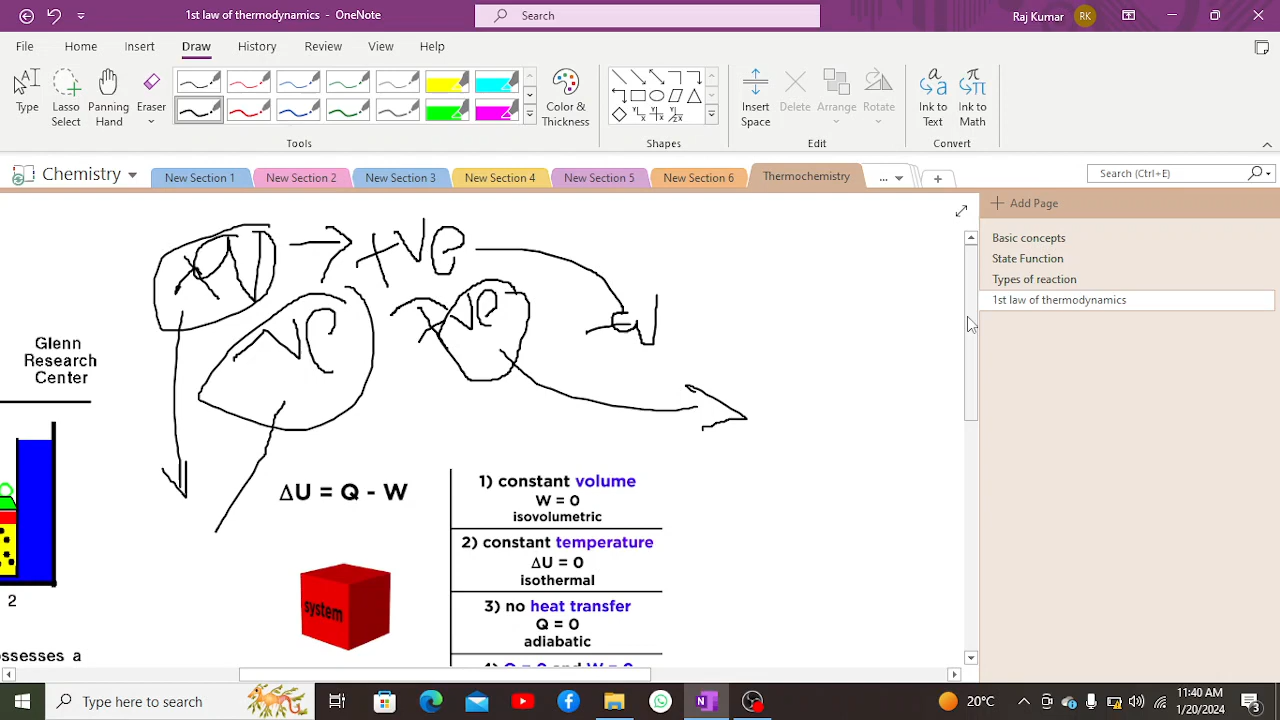 1st law of thermodynamics - OneNote
Search
Raj Kumar
RK
File Home Insert Draw History Review View Help
Type
Lasso Select
Panning Hand
Eraser
Color & Thickness
Insert Space
Delete
Arrange
Rotate
Ink to Text
Ink to Math
Tools
Shapes
Edit
Convert
Chemistry
New Section 1
New Section 2
New Section 3
New Section 4
New Section 5
New Section 6
Thermochemistry
...
Search (Ctrl+E)
Add Page
Basic concepts
State Function
Types of reaction
1st law of thermodynamics
+ve
Glenn
Research
Center
ΔU = Q - W
1) constant volume
W = 0
isovolumetric
2) constant temperature
ΔU = 0
isothermal
3) no heat transfer
Q = 0
adiabatic
system
2
ossesses a
Type here to search
20°C
11:40 AM
1/20/2024
3